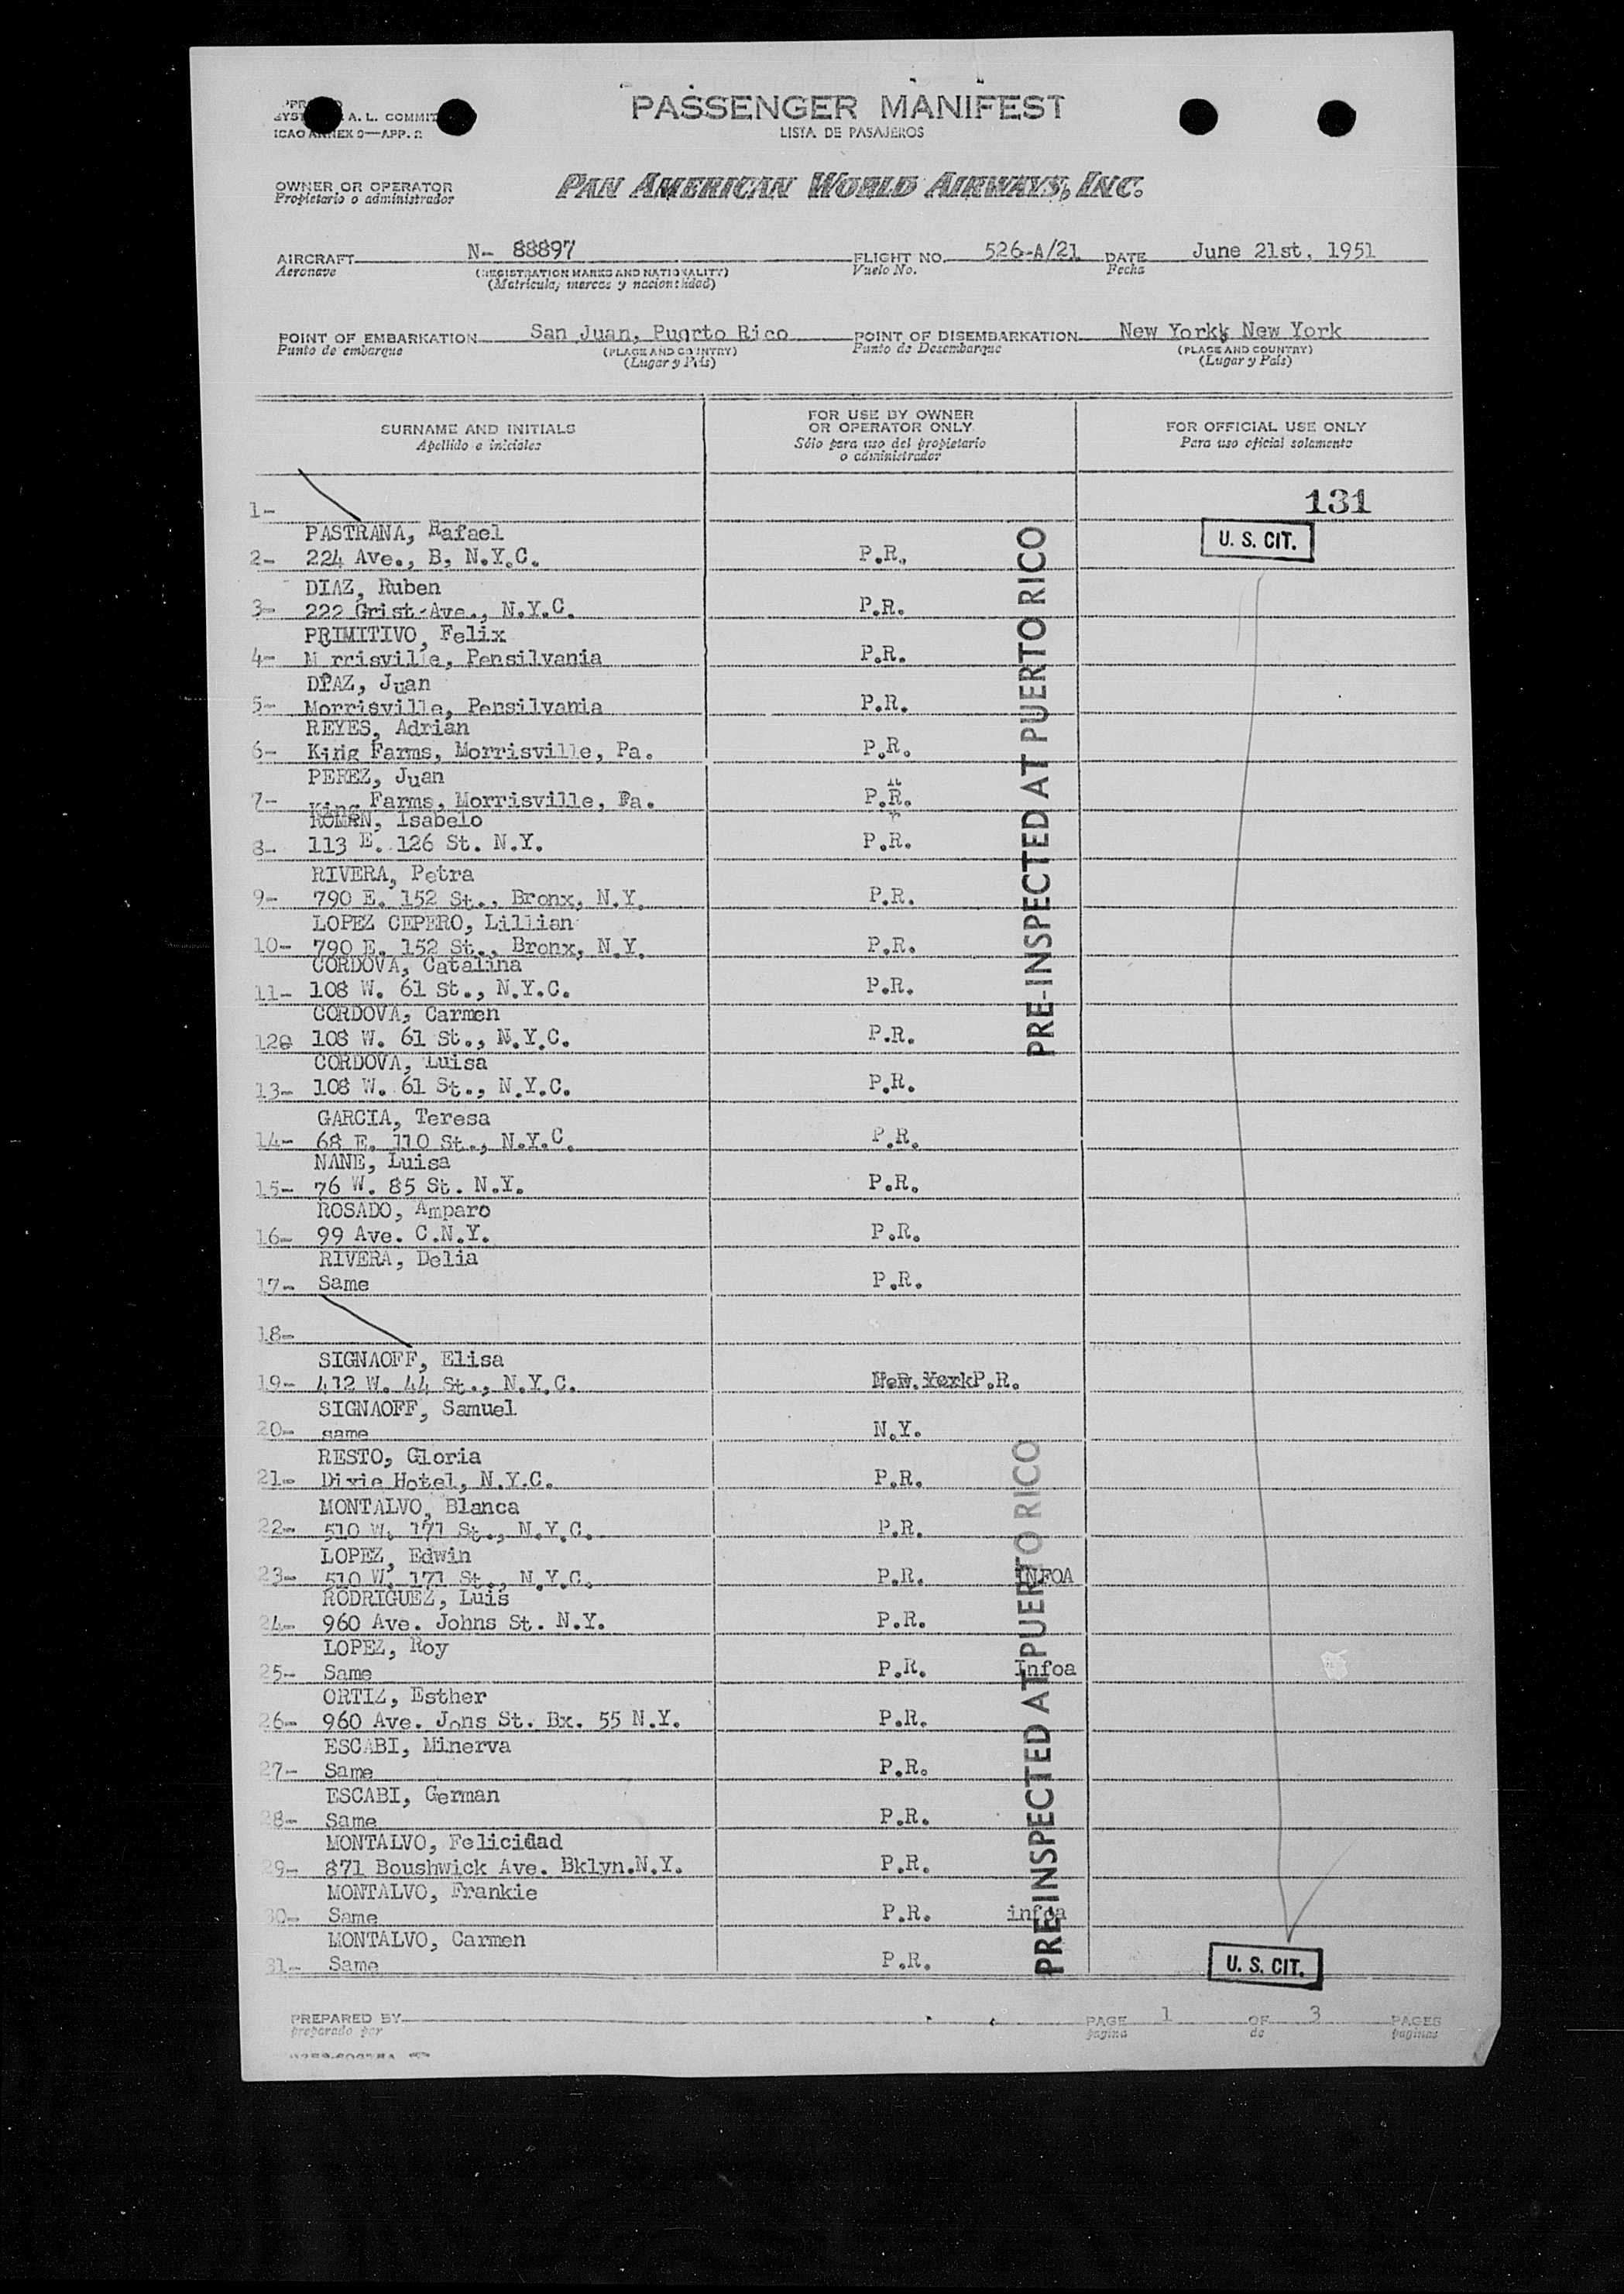 PASSENGER MANIFEST
LISTA DE PASAJEROS
A. L. COMMIT
ICAO ANNEX 9—APP. 2
OWNER OR OPERATOR
Propietario o administrador
PAN AMERICAN WORLD AIRWAYS, INC.
AIRCRAFT N- 88897 FLIGHT NO. 526-A/21 DATE June 21st, 1951
Aeronave (REGISTRATION MARKS AND NATIONALITY) Vuelo No. Fecha
(Matricula, marcas y nacionalidad)
POINT OF EMBARKATION San Juan, Puerto Rico POINT OF DISEMBARKATION New Yorkk New York
Punto de embarque (PLACE AND COUNTRY) Punto de Desembarque (PLACE AND COUNTRY)
(Lugar y País) (Lugar y País)
SURNAME AND INITIALS
Apellido e iniciales
FOR USE BY OWNER
OR OPERATOR ONLY
Sólo para uso del propietario
o administrador
FOR OFFICIAL USE ONLY
Para uso oficial solamente
1- 131
PASTRANA, Rafael U. S. CIT.
2- 224 Ave., B, N.Y.C. P.R.
DIAZ, Ruben
3- 222 Grist Ave., N.Y.C. P.R.
PRIMITIVO, Felix
4- M rrisville, Pensilvania P.R.
DIAZ, Juan
5- Morrisville, Pensilvania P.R.
REYES, Adrian
6- King Farms, Morrisville, Pa. P.R.
PEREZ, Juan
7- King Farms, Morrisville, Pa. P.R.
ROMAN, Isabelo
8- 113 E. 126 St. N.Y. P.R.
RIVERA, Petra
9- 790 E. 152 St., Bronx, N.Y. P.R.
LOPEZ CEPERO, Lillian
10- 790 E. 152 St., Bronx, N.Y. P.R.
CORDOVA, Catalina
11- 108 W. 61 St., N.Y.C. P.R.
CORDOVA, Carmen
12- 108 W. 61 St., N.Y.C. P.R.
CORDOVA, Luisa
13- 108 W. 61 St., N.Y.C. P.R.
GARCIA, Teresa
14- 68 E. 110 St., N.Y.C. P.R.
NANE, Luisa
15- 76 W. 85 St. N.Y. P.R.
ROSADO, Amparo
16- 99 Ave. C.N.Y. P.R.
RIVERA, Delia
17- Same P.R.
PRE-INSPECTED AT PUERTO RICO
18-
SIGNAOFF, Elisa
19- 412 W. 44 St., N.Y.C. New York P.R.
SIGNAOFF, Samuel
20- same N.Y.
RESTO, Gloria
21- Dixie Hotel, N.Y.C. P.R.
MONTALVO, Blanca
22- 510 W. 171 St., N.Y.C. P.R.
LOPEZ, Edwin
23- 510 W. 171 St., N.Y.C. P.R. INFOA
RODRIGUEZ, Luis
24- 960 Ave. Johns St. N.Y. P.R.
LOPEZ, Roy
25- Same P.R. Infoa
ORTIZ, Esther
26- 960 Ave. Jons St. Bx. 55 N.Y. P.R.
ESCABI, Minerva
27- Same P.R.
ESCABI, German
28- Same P.R.
MONTALVO, Felicidad
29- 871 Boushwick Ave. Bklyn.N.Y. P.R.
MONTALVO, Frankie
30- Same P.R. infoa
MONTALVO, Carmen
31- Same P.R.
PRE-INSPECTED AT PUERTO RICO
U. S. CIT.
PREPARED BY PAGE 1 OF 3 PAGES
preparado por pagina de paginas